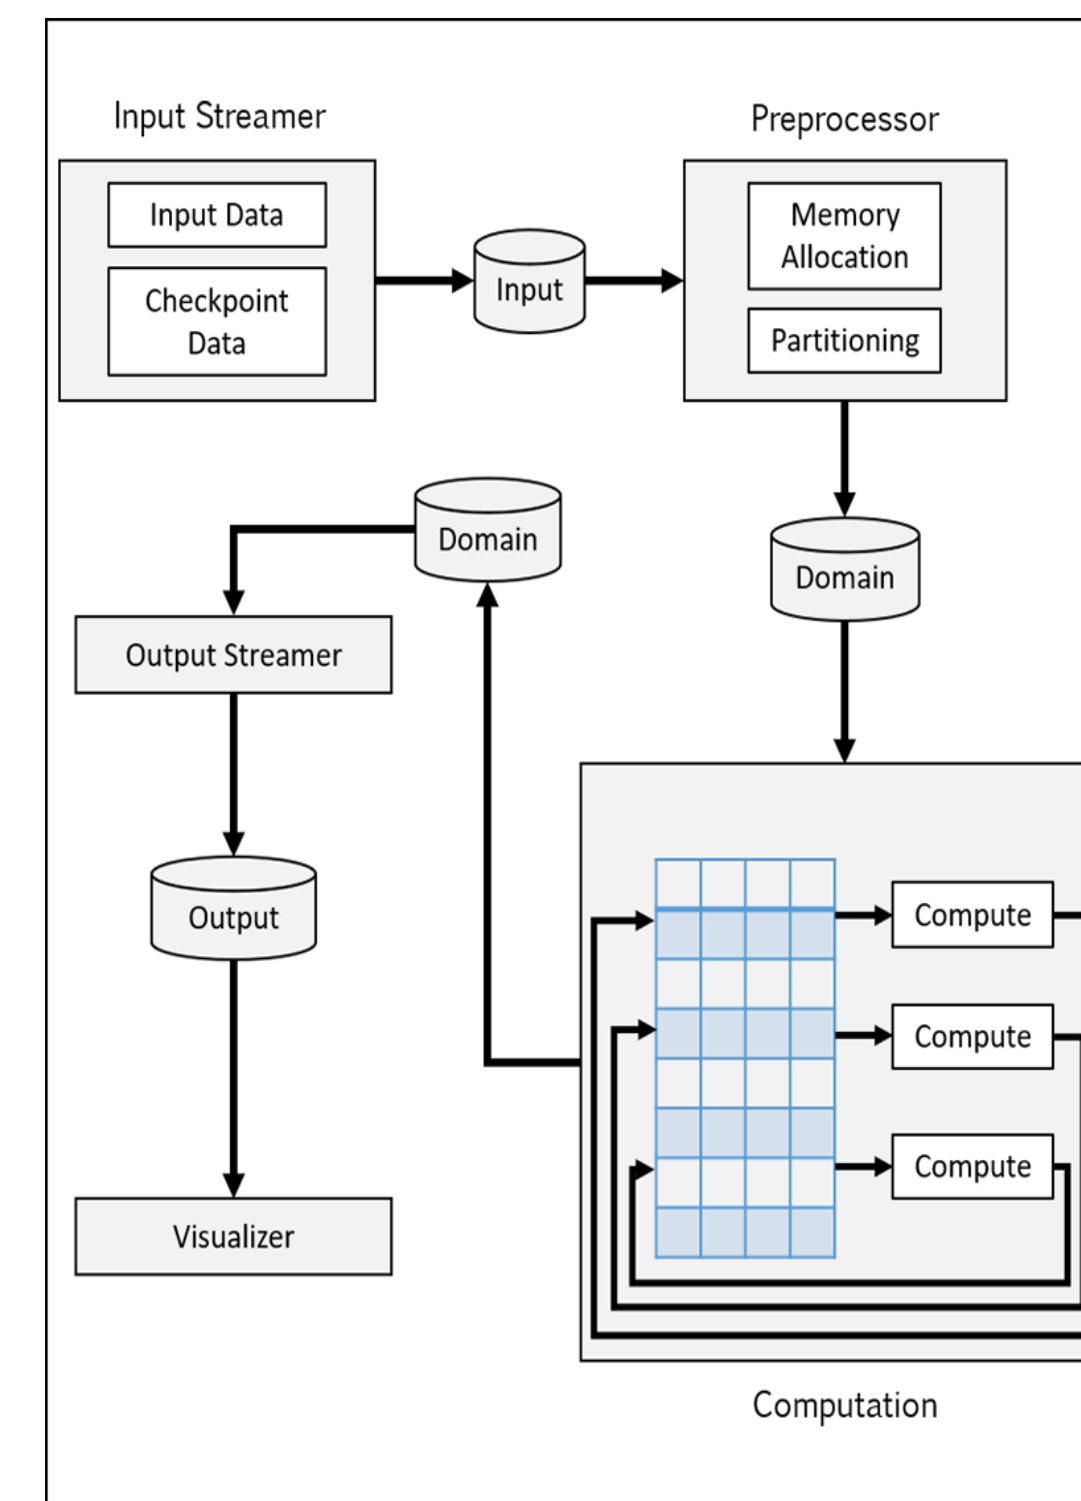 Input Streamer
Preprocessor
Input Data
Checkpoint
Data
Input
Memory
Allocation
Partitioning
Domain
Domain
Output Streamer
Output
Visualizer
Compute
Compute
Compute
Computation